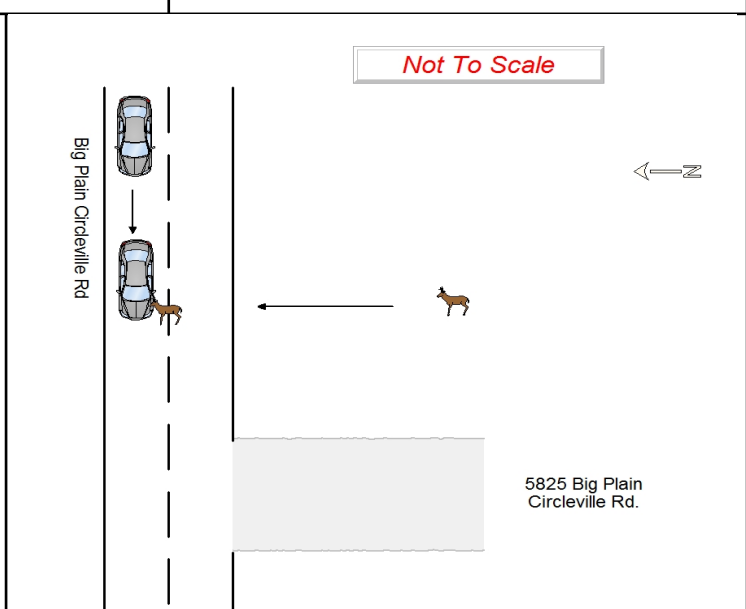 Not To Scale
Big Plain Circleville Rd
N
5825 Big Plain
Circleville Rd.